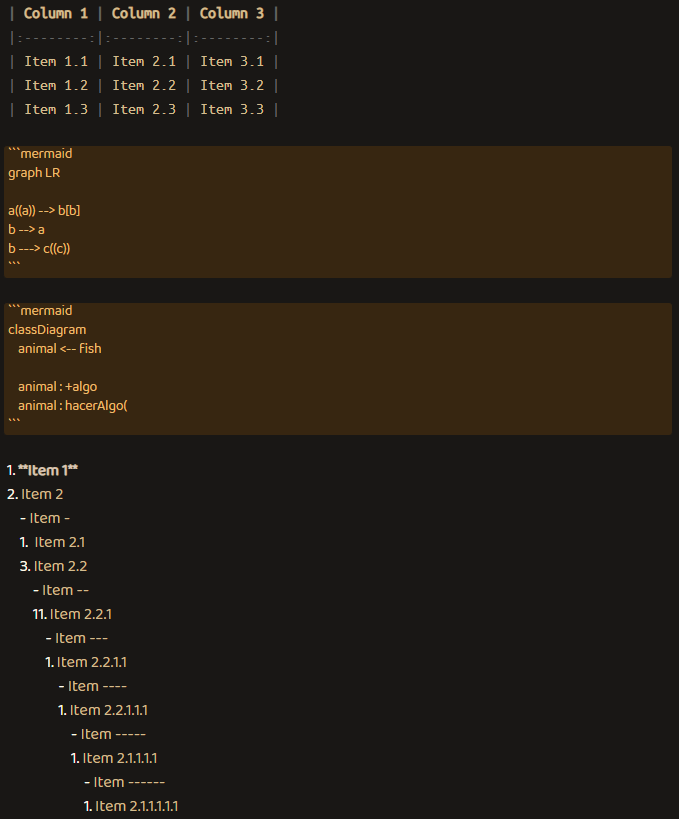 | Column 1 | Column 2 | Column 3 |
|:--------:|:--------:|:--------:|
| Item 1.1 | Item 2.1 | Item 3.1 |
| Item 1.2 | Item 2.2 | Item 3.2 |
| Item 1.3 | Item 2.3 | Item 3.3 |
```mermaid
graph LR
a((a)) --> b[b]
b --> a
b ---> c((c))
```
```mermaid
classDiagram
animal <-- Fish
animal : +algo
animal : hacerAlgo(
```
1. **Item 1**
2. Item 2
- Item -
1. Item 2.1
3. Item 2.2
- Item --
11. Item 2.2.1
- Item ---
1. Item 2.2.1.1
- Item ----
1. Item 2.2.1.1.1
- Item -----
1. Item 2.1.1.1.1
- Item ------
1. Item 2.1.1.1.1.1